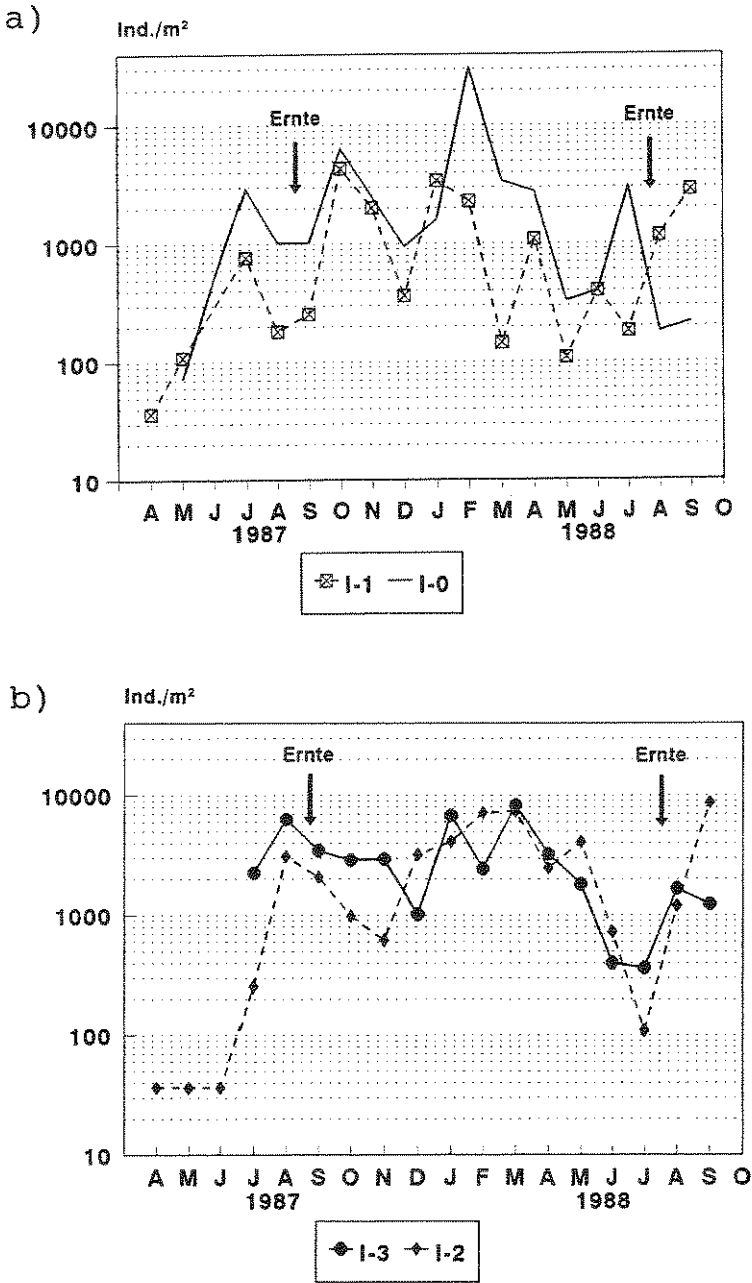 a)
Ind./m²
Ernte Ernte
10000
1000
100
10
A M J J A S O N D J F M A M J J A S O
1987 1988
I-1 I-0
b)
Ind./m²
Ernte Ernte
10000
1000
100
10
A M J J A S O N D J F M A M J J A S O
1987 1988
I-3 I-2